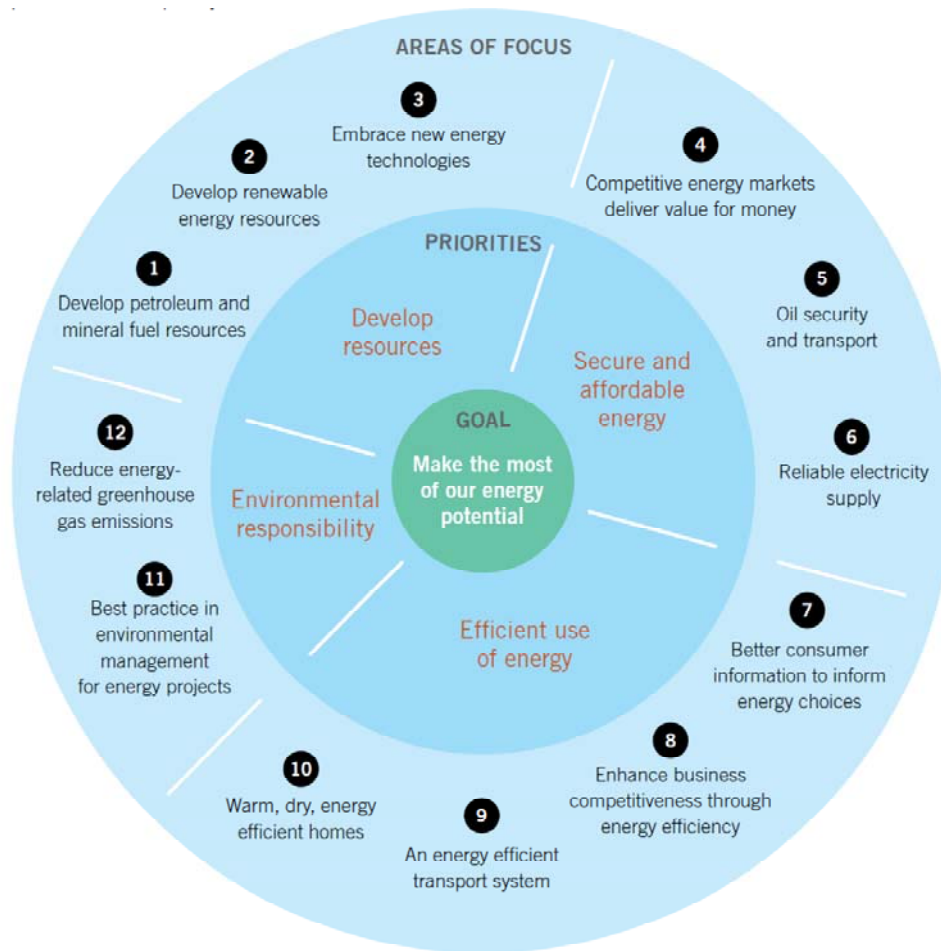 AREAS OF FOCUS
3
Embrace new energy
technologies
2
Develop renewable
energy resources
1
Develop petroleum and
mineral fuel resources
4
Competitive energy markets
deliver value for money
5
Oil security
and transport
6
Reliable electricity
supply
7
Better consumer
information to inform
energy choices
8
Enhance business
competitiveness through
energy efficiency
9
An energy efficient
transport system
10
Warm, dry, energy
efficient homes
11
Best practice in
environmental
management
for energy projects
12
Reduce energy-
related greenhouse
gas emissions
PRIORITIES
Develop
resources
Secure and
affordable
energy
Efficient use
of energy
Environmental
responsibility
GOAL
Make the most
of our energy
potential